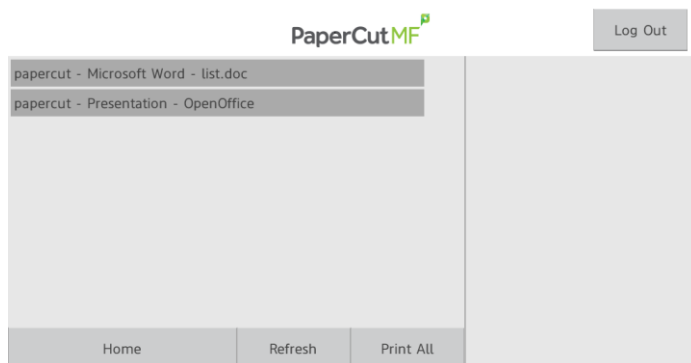 PaperCutMF
Log Out
papercut - Microsoft Word - list.doc
papercut - Presentation - OpenOffice
Home
Refresh
Print All